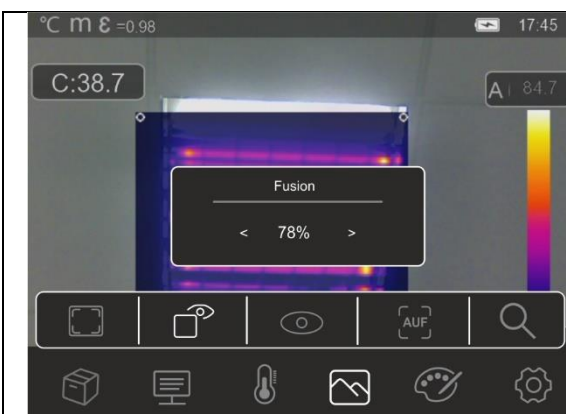 ℃ m ε =0.98 17:45
C:38.7
A 84.7
Fusion
< 78% >
AUF